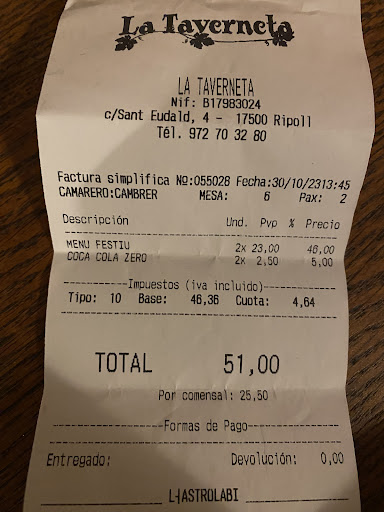 La Taverneta
LA TAVERNETA
Nif: B17983024
c/Sant Eudald, 4 - 17500 Ripoll
Tél. 972 70 32 80
Factura simplifica Nº:055028 Fecha:30/10/2313:45
CAMARERO:CAMBRER MESA: 6 Pax: 2
Descripción Und. Pvp % Precio
MENU FESTIU 2x 23,00 46,00
COCA COLA ZERO 2x 2,50 5,00
Impuestos (iva incluido)
Tipo: 10 Base: 46,36 Cuota: 4,64
TOTAL 51,00
Por comensal: 25,50
Formas de Pago
Entregado: Devolución: 0,00
L'ASTROLABI